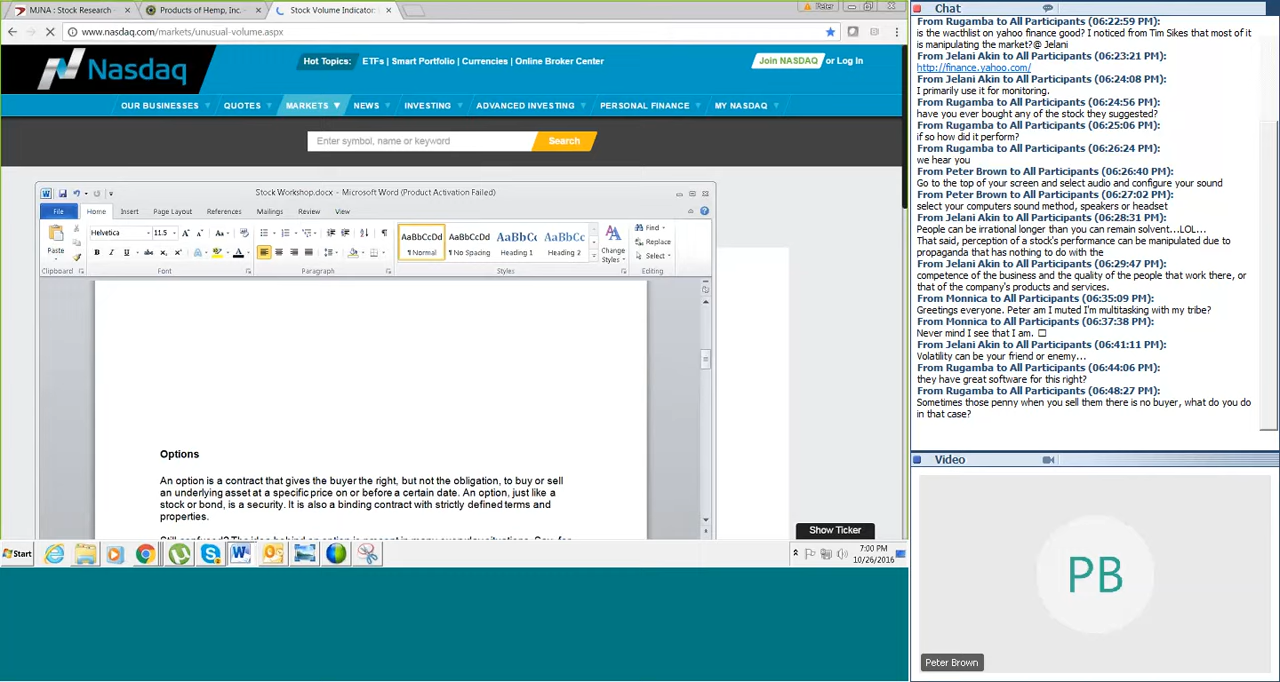 MJNA : Stock Research
Products of Hemp, Inc.
Stock Volume Indicator:
Peter
www.nasdaq.com/markets/unusual-volume.aspx
Nasdaq
Hot Topics: ETFs | Smart Portfolio | Currencies | Online Broker Center
Join NASDAQ or Log In
OUR BUSINESSES QUOTES MARKETS NEWS INVESTING ADVANCED INVESTING PERSONAL FINANCE MY NASDAQ
Enter symbol, name or keyword Search
Stock Workshop.docx - Microsoft Word (Product Activation Failed)
File Home Insert Page Layout References Mailings Review View
Helvetica 11.5
Paste
AaBbCcDd AaBbCcDd AaBbCc AaBbCc
¶ Normal ¶ No Spacing Heading 1 Heading 2
Change Styles
Find
Replace
Select
Clipboard Font Paragraph Styles Editing
Options
An option is a contract that gives the buyer the right, but not the obligation, to buy or sell
an underlying asset at a specific price on or before a certain date. An option, just like a
stock or bond, is a security. It is also a binding contract with strictly defined terms and
properties.
Show Ticker
Start
7:00 PM
10/26/2016
Chat
From Rugamba to All Participants (06:22:59 PM):
is the wacthlist on yahoo finance good? I noticed from Tim Sikes that most of it
is manipulating the market?@ Jelani
From Jelani Akin to All Participants (06:23:21 PM):
http://finance.yahoo.com/
From Jelani Akin to All Participants (06:24:08 PM):
I primarily use it for monitoring.
From Rugamba to All Participants (06:24:56 PM):
have you ever bought any of the stock they suggested?
From Rugamba to All Participants (06:25:06 PM):
if so how did it perform?
From Rugamba to All Participants (06:26:24 PM):
we hear you
From Peter Brown to All Participants (06:26:40 PM):
Go to the top of your screen and select audio and configure your sound
From Peter Brown to All Participants (06:27:02 PM):
select your computers sound method, speakers or headset
From Jelani Akin to All Participants (06:28:31 PM):
People can be irrational longer than you can remain solvent...LOL...
That said, perception of a stock's performance can be manipulated due to
propaganda that has nothing to do with the
From Jelani Akin to All Participants (06:29:47 PM):
competence of the business and the quality of the people that work there, or
that of the company's products and services.
From Monnica to All Participants (06:35:09 PM):
Greetings everyone. Peter am I muted I'm multitasking with my tribe?
From Monnica to All Participants (06:37:38 PM):
Never mind I see that I am. □
From Jelani Akin to All Participants (06:41:11 PM):
Volatility can be your friend or enemy...
From Rugamba to All Participants (06:44:06 PM):
they have great software for this right?
From Rugamba to All Participants (06:48:27 PM):
Sometimes those penny when you sell them there is no buyer, what do you do
in that case?
Video
PB
Peter Brown